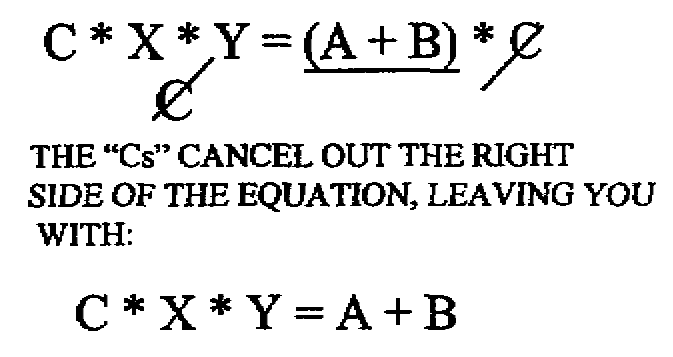 C * X * Y = (A + B) * C
C
THE “Cs” CANCEL OUT THE RIGHT
SIDE OF THE EQUATION, LEAVING YOU
WITH:
C * X * Y = A + B